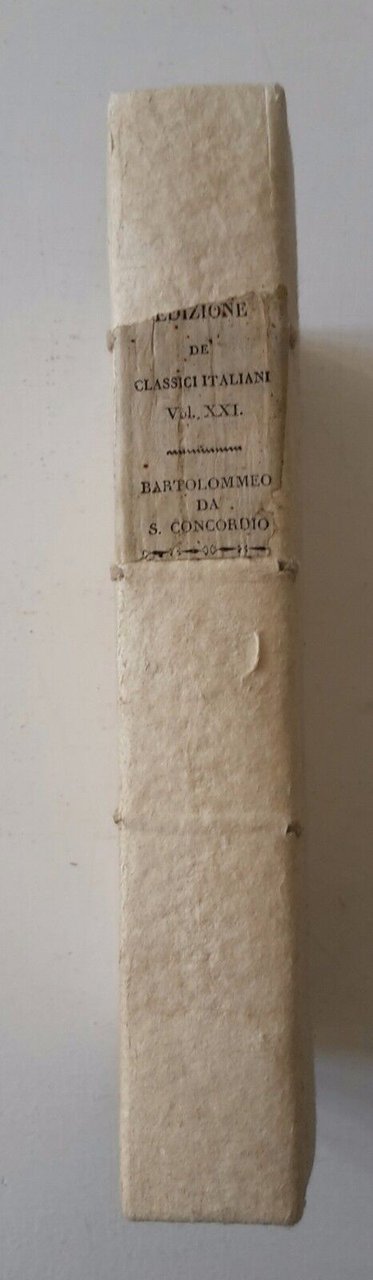 EDIZIONE
DE'
CLASSICI ITALIANI
Vol. XXI.
BARTOLOMMEO
DA
S. CONCORDIO